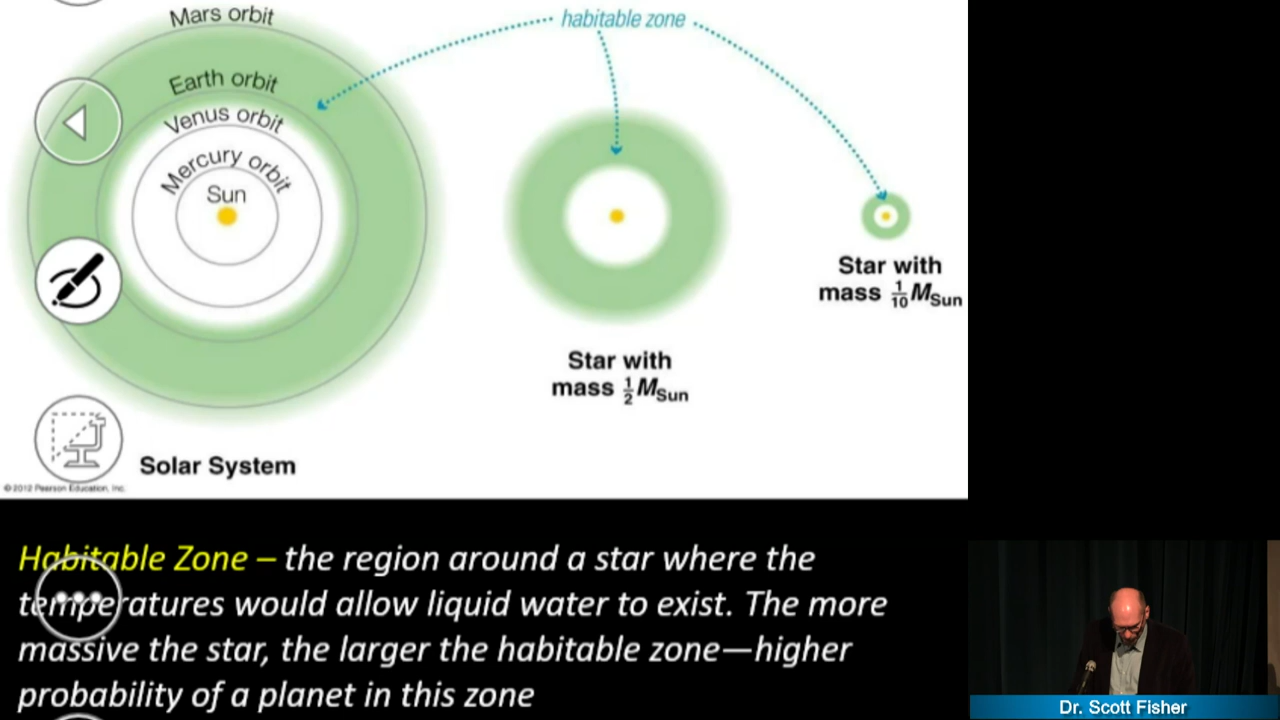 Mars orbit
habitable zone
Earth orbit
Venus orbit
Mercury orbit
Sun
Star with
mass 1/10 MSun
Star with
mass 1/2 MSun
Solar System
©2012 Pearson Education, Inc.
Habitable Zone – the region around a star where the
temperatures would allow liquid water to exist. The more
massive the star, the larger the habitable zone—higher
probability of a planet in this zone
Dr. Scott Fisher